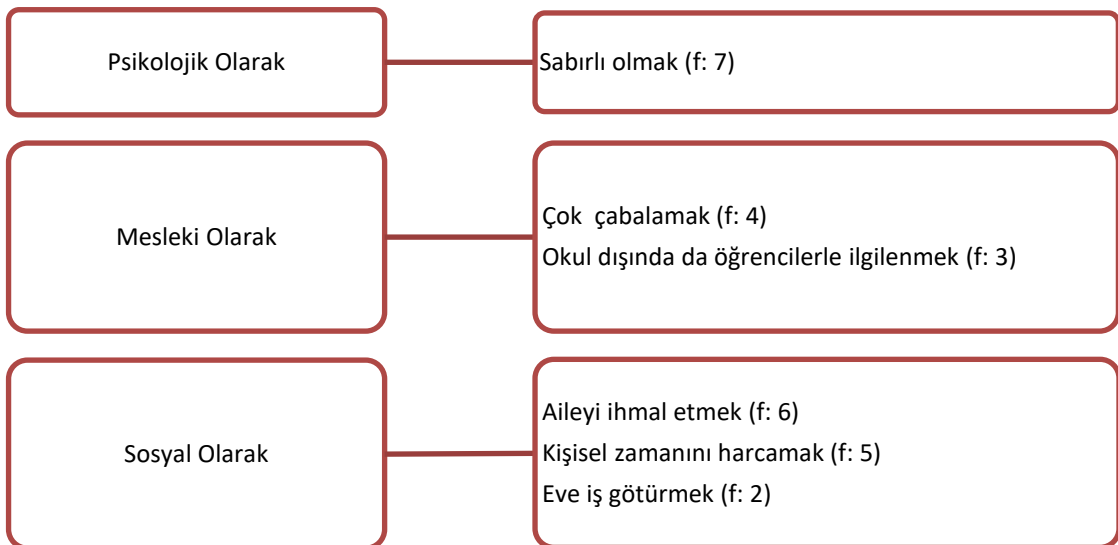 Psikolojik Olarak
Sabırlı olmak (f: 7)
Mesleki Olarak
Çok  çabalamak (f: 4)
Okul dışında da öğrencilerle ilgilenmek (f: 3)
Sosyal Olarak
Aileyi ihmal etmek (f: 6)
Kişisel zamanını harcamak (f: 5)
Eve iş götürmek (f: 2)